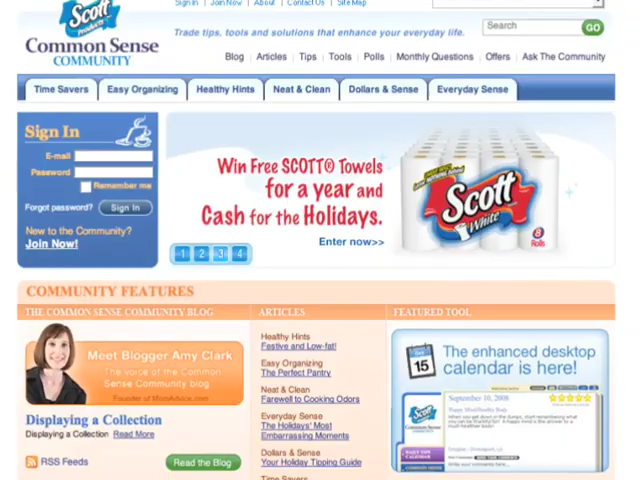 Sign In | Join Now | About | Contact Us | Site Map
Scott
Products
Common Sense
COMMUNITY
Trade tips, tools and solutions that enhance your everyday life.
Search
GO
Blog | Articles | Tips | Tools | Polls | Monthly Questions | Offers | Ask The Community
Time Savers
Easy Organizing
Healthy Hints
Neat & Clean
Dollars & Sense
Everyday Sense
Sign In
E-mail
Password
Remember me
Forgot password?
Sign In
New to the Community?
Join Now!
Win Free SCOTT® Towels
for a year and
Cash for the Holidays.
Enter now>>
1 2 3 4
Scott
White
8
Rolls
COMMUNITY FEATURES
THE COMMON SENSE COMMUNITY BLOG
Meet Blogger Amy Clark
The voice of the Common
Sense Community blog
Founder of MomAdvice.com
Displaying a Collection
Displaying a Collection Read More
RSS Feeds
Read the Blog
ARTICLES
Healthy Hints
Festive and Low-fat!
Easy Organizing
The Perfect Pantry
Neat & Clean
Farewell to Cooking Odors
Everyday Sense
The Holidays' Most
Embarrassing Moments
Dollars & Sense
Your Holiday Tipping Guide
Time Savers
FEATURED TOOL
15
The enhanced desktop
calendar is here!
September 10, 2008
Scott